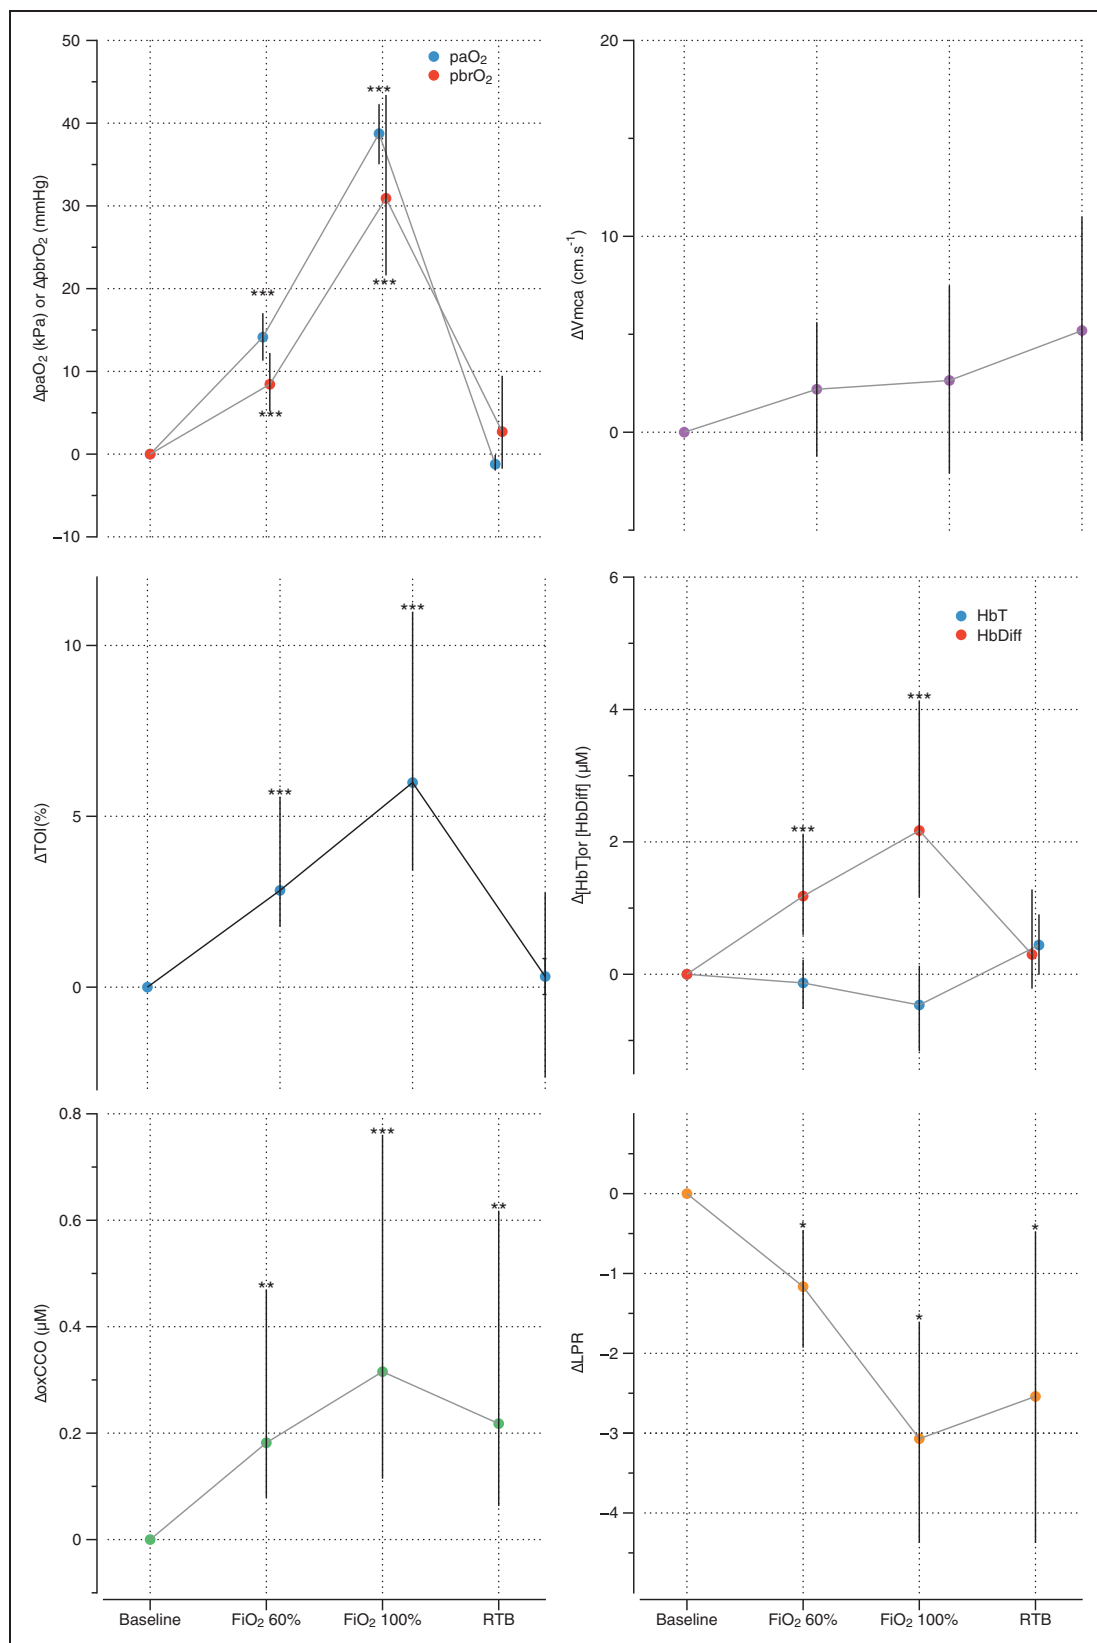 50
40
30
20
10
0
−10
ΔpaO₂ (kPa) or ΔpbrO₂ (mmHg)
paO₂
pbrO₂
***
***
***
***
20
10
0
ΔVmca (cm.s⁻¹)
10
5
0
ΔTOI(%)
***
***
6
4
2
0
Δ[HbT]or [HbDiff] (μM)
HbT
HbDiff
***
***
0.8
0.6
0.4
0.2
0
ΔoxCCO (μM)
**
***
**
Baseline
FiO₂ 60%
FiO₂ 100%
RTB
0
−1
−2
−3
−4
ΔLPR
*
*
*
Baseline
FiO₂ 60%
FiO₂ 100%
RTB